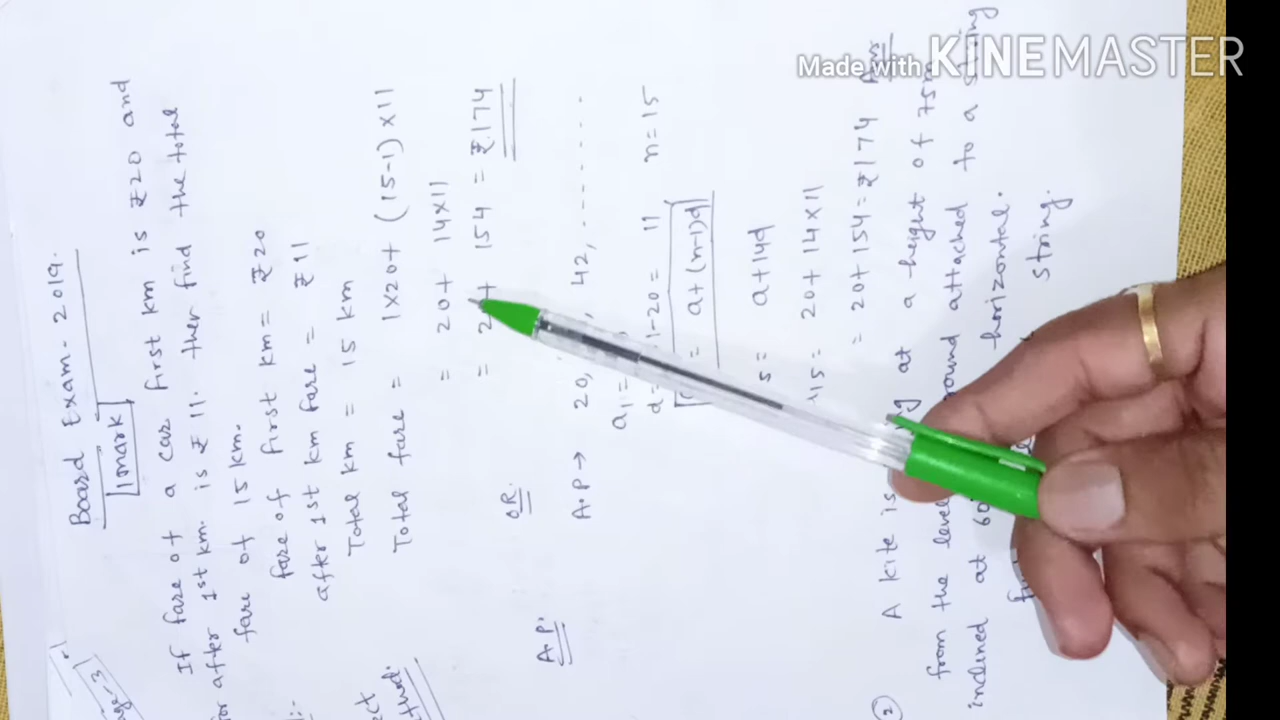 Made with KINEMASTER
Board Exam - 2019.
1mark
If fare of a car first km is ₹20 and
for after 1st km. is ₹ 11. then find the total
fare of 15 km.
fare of first km = ₹20
after 1st km fare = ₹11
Total km = 15 km
Total fare = 1×20 + (15-1) × 11
= 20 + 14×11
= 154 = ₹174
OR
A.P.
A.P → 20, , 42, .......
1-20 = 11 n=15
= a+(n-1)d
= a+14d
= 20+14×11
= 20+154 = ₹174 Ans
② A kite is at a height of 75m
from the attached to a string
inclined at horizontal.
string.